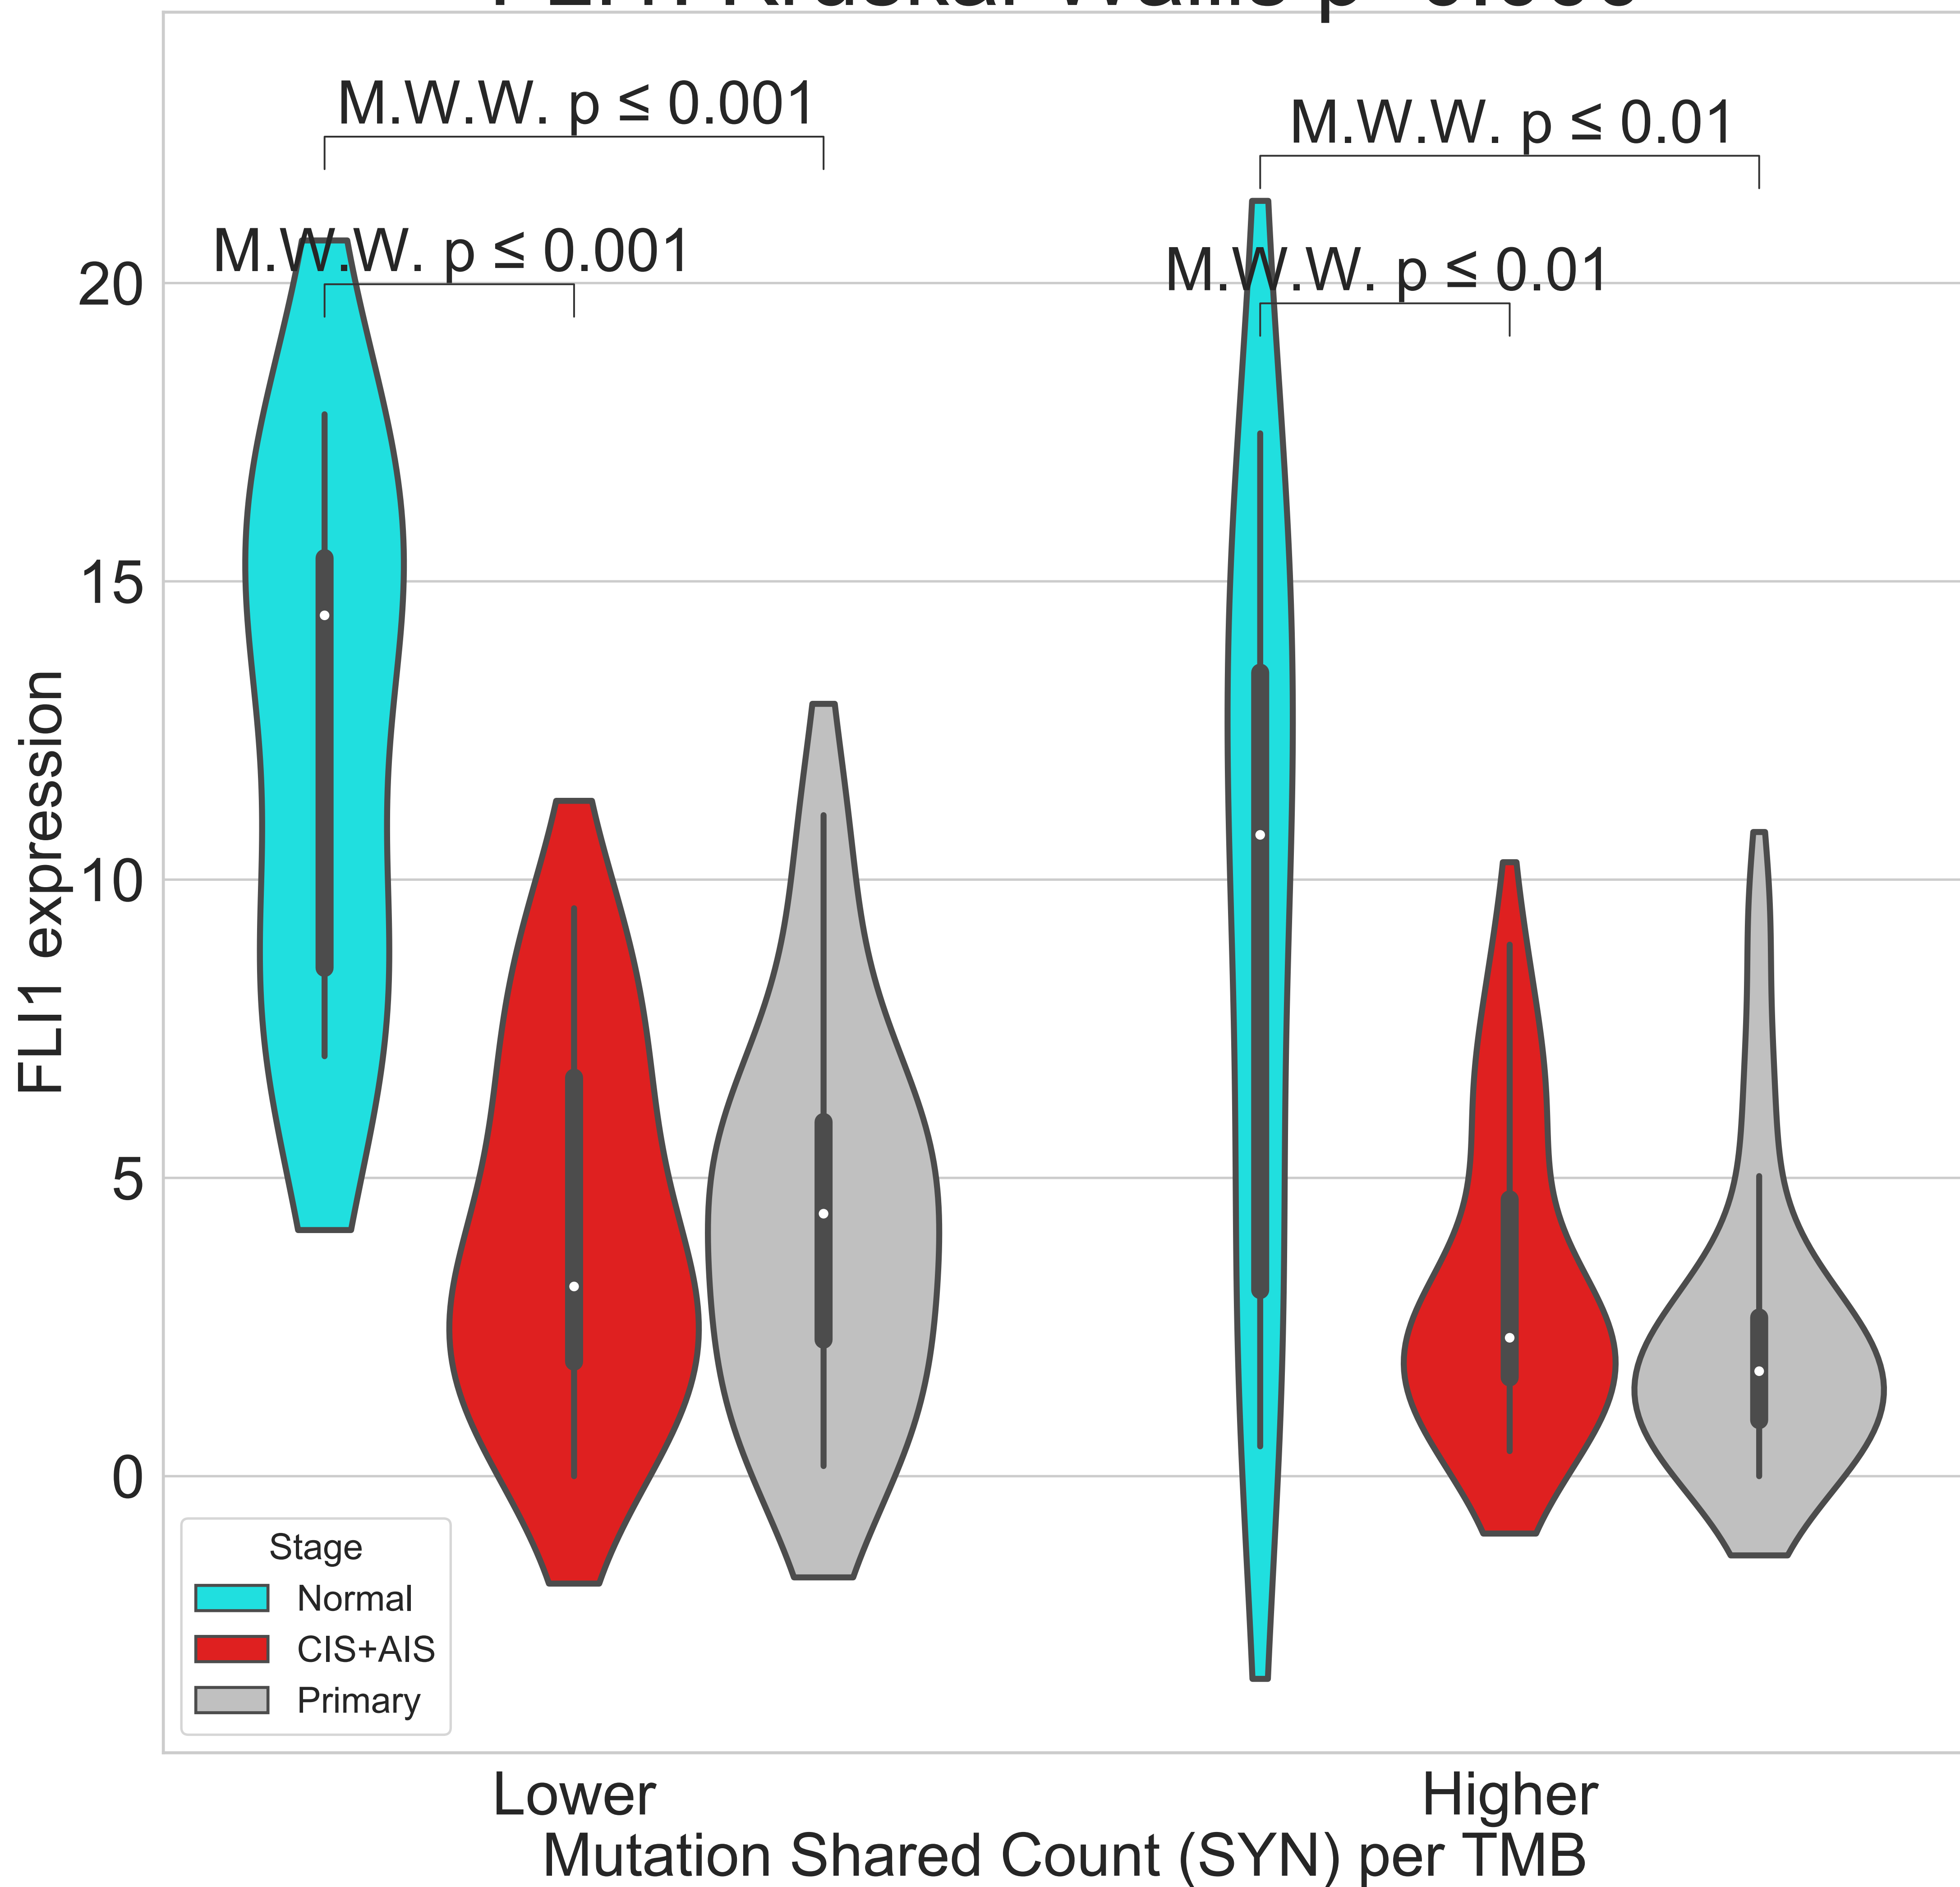 M.W.W. p ≤ 0.001
M.W.W. p ≤ 0.01
M.W.W. p ≤ 0.001
M.W.W. p ≤ 0.01
20
15
10
5
0
FLI1 expression
Stage
Normal
CIS+AIS
Primary
Lower
Higher
Mutation Shared Count (SYN) per TMB